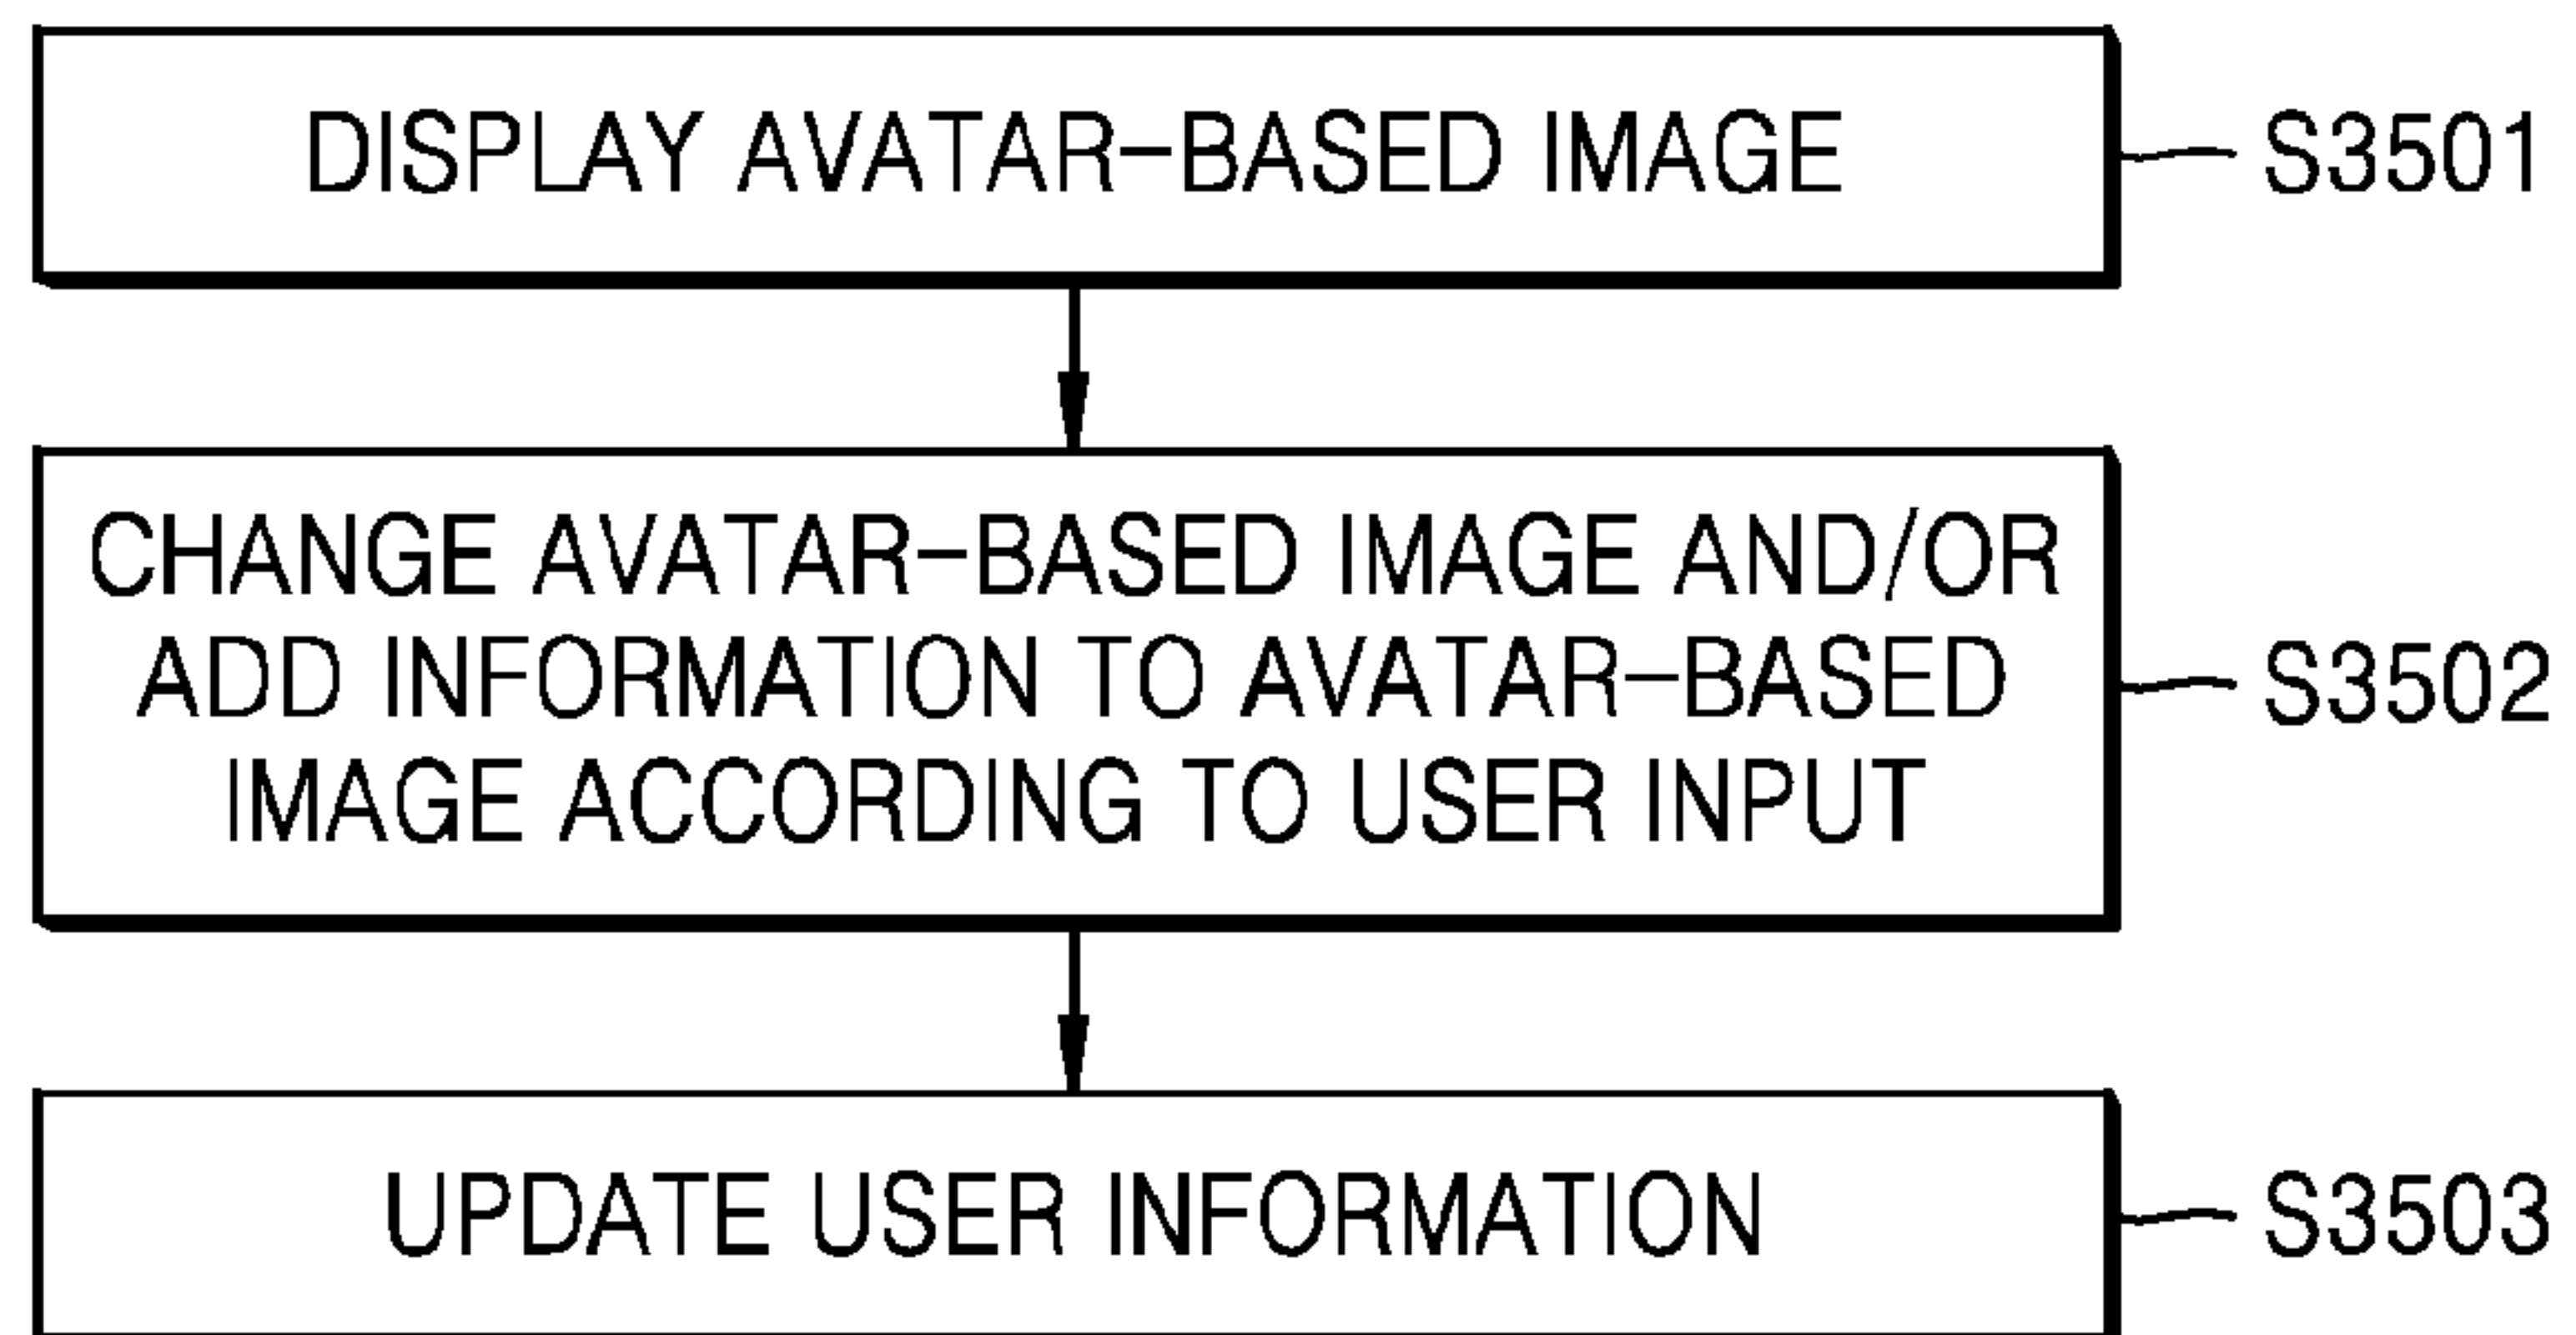 DISPLAY AVATAR-BASED IMAGE S3501
CHANGE AVATAR-BASED IMAGE AND/OR
ADD INFORMATION TO AVATAR-BASED S3502
IMAGE ACCORDING TO USER INPUT
UPDATE USER INFORMATION S3503